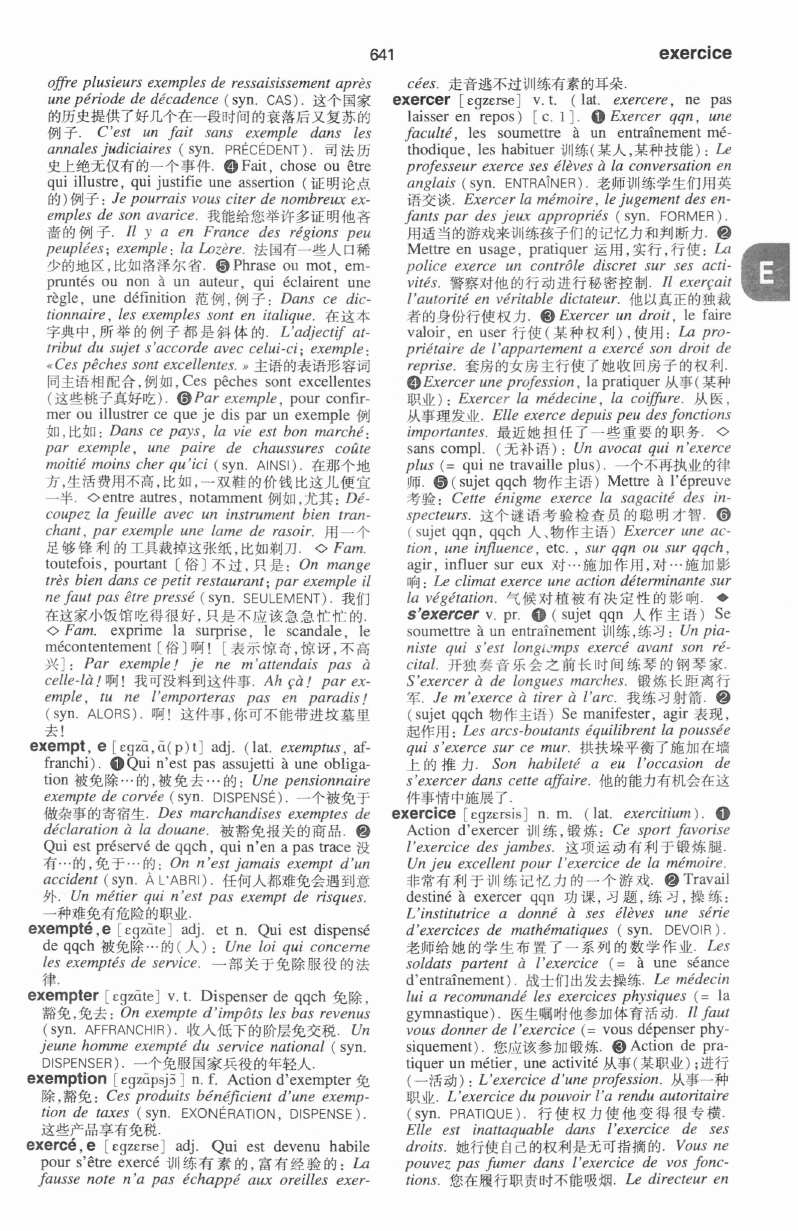 641
exercice
offre plusieurs exemples de ressaisissement après
une période de décadence (syn. CAS). 这个国家
的历史提供了好几个在一段时间的衰落后又复苏的
例子. C'est un fait sans exemple dans les
annales judiciaires (syn. PRÉCÉDENT). 司法历
史上绝无仅有的一个事件. ❹ Fait, chose ou être
qui illustre, qui justifie une assertion (证明论点
的)例子: Je pourrais vous citer de nombreux ex-
emples de son avarice. 我能给您举许多证明他吝
啬的例子. Il y a en France des régions peu
peuplées; exemple: la Lozère. 法国有一些人口稀
少的地区,比如洛泽尔省. ❺ Phrase ou mot, em-
pruntés ou non à un auteur, qui éclairent une
règle, une définition 范例,例子: Dans ce dic-
tionnaire, les exemples sont en italique. 在这本
字典中,所举的例子都是斜体的. L'adjectif at-
tribut du sujet s'accorde avec celui-ci; exemple:
«Ces pêches sont excellentes. » 主语的表语形容词
同主语相配合,例如,Ces pêches sont excellentes
(这些桃子真好吃). ❻ Par exemple, pour confir-
mer ou illustrer ce que je dis par un exemple 例
如,比如: Dans ce pays, la vie est bon marché:
par exemple, une paire de chaussures coûte
moitié moins cher qu'ici (syn. AINSI). 在那个地
方,生活费用不高,比如,一双鞋的价钱比这儿便宜
一半. ◇entre autres, notamment 例如,尤其: Dé-
coupez la feuille avec un instrument bien tran-
chant, par exemple une lame de rasoir. 用一个
足够锋利的工具裁掉这张纸,比如剃刀. ◇ Fam.
toutefois, pourtant [俗]不过,只是: On mange
très bien dans ce petit restaurant; par exemple il
ne faut pas être pressé (syn. SEULEMENT). 我们
在这家小饭馆吃得很好,只是不应该急急忙忙的.
◇ Fam. exprime la surprise, le scandale, le
mécontentement [俗]啊! [表示惊奇,惊讶,不高
兴]: Par exemple! je ne m'attendais pas à
celle-là! 啊! 我可没料到这件事. Ah çà! par ex-
emple, tu ne l'emporteras pas en paradis!
(syn. ALORS). 啊! 这件事,你可不能带进坟墓里
去!
exempt, e [ɛgzɑ̃,ɑ̃(p)t] adj. (lat. exemptus, af-
franchi). ❶ Qui n'est pas assujetti à une obliga-
tion 被免除…的,被免去…的: Une pensionnaire
exempte de corvée (syn. DISPENSÉ). 一个被免于
做杂事的寄宿生. Des marchandises exemptes de
déclaration à la douane. 被豁免报关的商品. ❷
Qui est préservé de qqch, qui n'en a pas trace 没
有…的,免于…的: On n'est jamais exempt d'un
accident (syn. À L'ABRI). 任何人都难免会遇到意
外. Un métier qui n'est pas exempt de risques.
一种难免有危险的职业.
exempté, e [ɛgzɑ̃te] adj. et n. Qui est dispensé
de qqch 被免除…的(人): Une loi qui concerne
les exemptés de service. 一部关于免除服役的法
律.
exempter [ɛgzɑ̃te] v. t. Dispenser de qqch 免除,
豁免,免去: On exempte d'impôts les bas revenus
(syn. AFFRANCHIR). 收入低下的阶层免交税. Un
jeune homme exempté du service national (syn.
DISPENSER). 一个免服国家兵役的年轻人.
exemption [ɛgzɑ̃psjɔ̃] n. f. Action d'exempter 免
除,豁免: Ces produits bénéficient d'une exemp-
tion de taxes (syn. EXONÉRATION, DISPENSE).
这些产品享有免税.
exercé, e [ɛgzɛrse] adj. Qui est devenu habile
pour s'être exercé 训练有素的,富有经验的: La
fausse note n'a pas échappé aux oreilles exer-
cées. 走音逃不过训练有素的耳朵.
exercer [ɛgzɛrse] v. t. (lat. exercere, ne pas
laisser en repos) [c. 1]. ❶ Exercer qqn, une
faculté, les soumettre à un entraînement mé-
thodique, les habituer 训练(某人,某种技能): Le
professeur exerce ses élèves à la conversation en
anglais (syn. ENTRAÎNER). 老师训练学生们用英
语交谈. Exercer la mémoire, le jugement des en-
fants par des jeux appropriés (syn. FORMER).
用适当的游戏来训练孩子们的记忆力和判断力. ❷
Mettre en usage, pratiquer 运用,实行,行使: La
police exerce un contrôle discret sur ses acti-
vités. 警察对他的行动进行秘密控制. Il exerçait
l'autorité en véritable dictateur. 他以真正的独裁
者的身份行使权力. ❸ Exercer un droit, le faire
valoir, en user 行使(某种权利),使用: La pro-
priétaire de l'appartement a exercé son droit de
reprise. 套房的女房主行使了她收回房子的权利.
❹ Exercer une profession, la pratiquer 从事(某种
职业): Exercer la médecine, la coiffure. 从医,
从事理发业. Elle exerce depuis peu des fonctions
importantes. 最近她担任了一些重要的职务. ◇
sans compl. (无补语): Un avocat qui n'exerce
plus (= qui ne travaille plus). 一个不再执业的律
师. ❺ (sujet qqch 物作主语) Mettre à l'épreuve
考验: Cette énigme exerce la sagacité des in-
specteurs. 这个谜语考验检查员的聪明才智. ❻
(sujet qqn, qqch 人、物作主语) Exercer une ac-
tion, une influence, etc., sur qqn ou sur qqch,
agir, influer sur eux 对…施加作用,对…施加影
响: Le climat exerce une action déterminante sur
la végétation. 气候对植被有决定性的影响. ◆
s'exercer v. pr. ❶ (sujet qqn 人作主语) Se
soumettre à un entraînement 训练,练习: Un pia-
niste qui s'est longtemps exercé avant son ré-
cital. 开独奏音乐会之前长时间练琴的钢琴家.
S'exercer à de longues marches. 锻炼长距离行
军. Je m'exerce à tirer à l'arc. 我练习射箭. ❷
(sujet qqch 物作主语) Se manifester, agir 表现,
起作用: Les arcs-boutants équilibrent la poussée
qui s'exerce sur ce mur. 拱扶垛平衡了施加在墙
上的推力. Son habileté a eu l'occasion de
s'exercer dans cette affaire. 他的能力有机会在这
件事情中施展了.
exercice [ɛgzɛrsis] n. m. (lat. exercitium). ❶
Action d'exercer 训练,锻炼: Ce sport favorise
l'exercice des jambes. 这项运动有利于锻炼腿.
Un jeu excellent pour l'exercice de la mémoire.
非常有利于训练记忆力的一个游戏. ❷ Travail
destiné à exercer qqn 功课,习题,练习,操练:
L'institutrice a donné à ses élèves une série
d'exercices de mathématiques (syn. DEVOIR).
老师给她的学生布置了一系列的数学作业. Les
soldats partent à l'exercice (= à une séance
d'entraînement). 战士们出发去操练. Le médecin
lui a recommandé les exercices physiques (= la
gymnastique). 医生嘱咐他参加体育活动. Il faut
vous donner de l'exercice (= vous dépenser phy-
siquement). 您应该参加锻炼. ❸ Action de pra-
tiquer un métier, une activité 从事(某职业);进行
(一活动): L'exercice d'une profession. 从事一种
职业. L'exercice du pouvoir l'a rendu autoritaire
(syn. PRATIQUE). 行使权力使他变得很专横.
Elle est inattaquable dans l'exercice de ses
droits. 她行使自己的权利是无可指摘的. Vous ne
pouvez pas fumer dans l'exercice de vos fonc-
tions. 您在履行职责时不能吸烟. Le directeur en
E